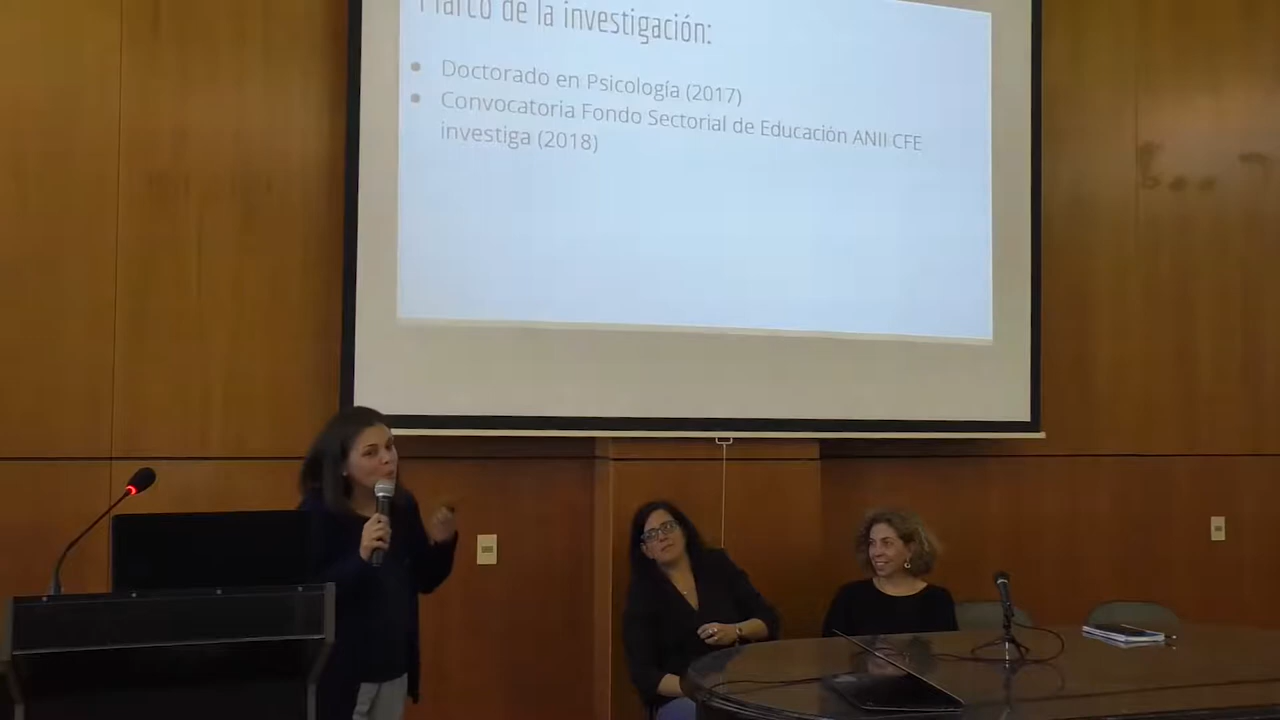 Marco de la investigación:
Doctorado en Psicología (2017)
Convocatoria Fondo Sectorial de Educación ANII CFE
investiga (2018)